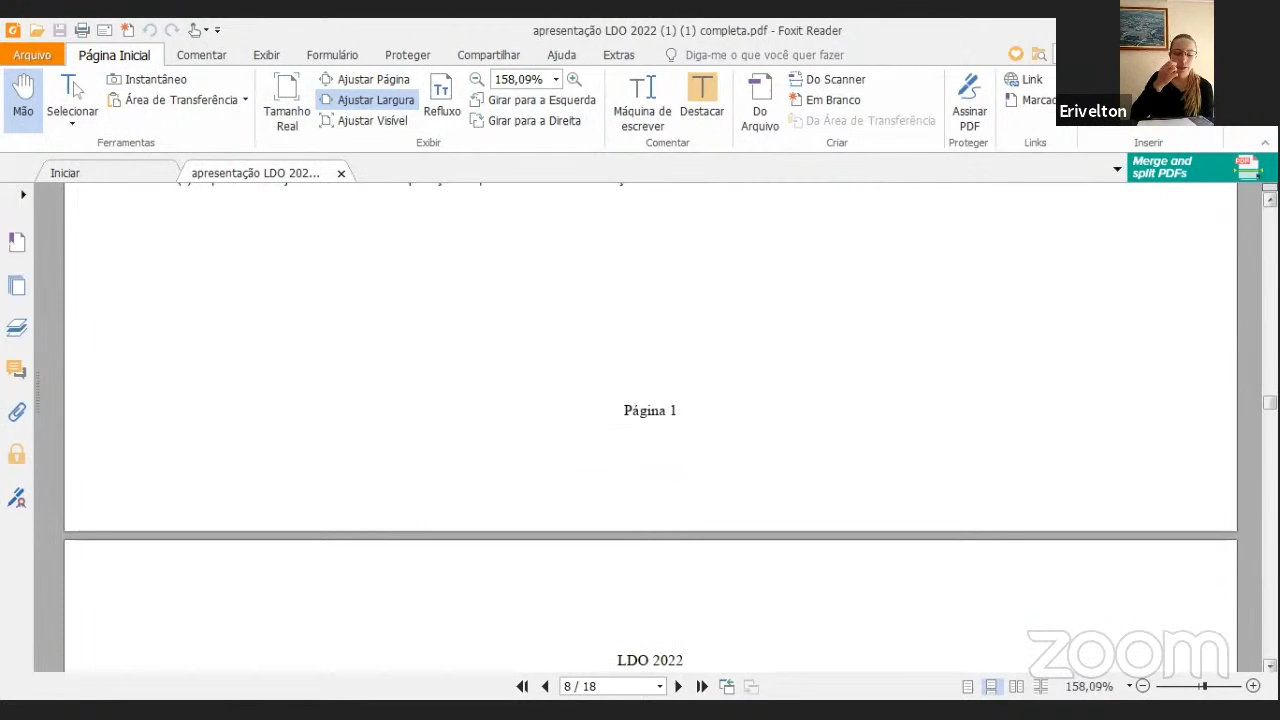 apresentação LDO 2022 (1) (1) completa.pdf - Foxit Reader
Arquivo Página Inicial Comentar Exibir Formulário Proteger Compartilhar Ajuda Extras Diga-me o que você quer fazer
Mão
Selecionar
Instantâneo
Área de Transferência
Ferramentas
Tamanho
Real
Ajustar Página
Ajustar Largura
Ajustar Visível
Refluxo
158,09%
Girar para a Esquerda
Girar para a Direita
Exibir
Máquina de
escrever
Destacar
Comentar
Do
Arquivo
Do Scanner
Em Branco
Da Área de Transferência
Criar
Assinar
PDF
Proteger
Link
Marcad
Links
Inserir
Erivelton
Iniciar
apresentação LDO 202...
Merge and
split PDFs
Página 1
LDO 2022
zoom
8 / 18
158,09%